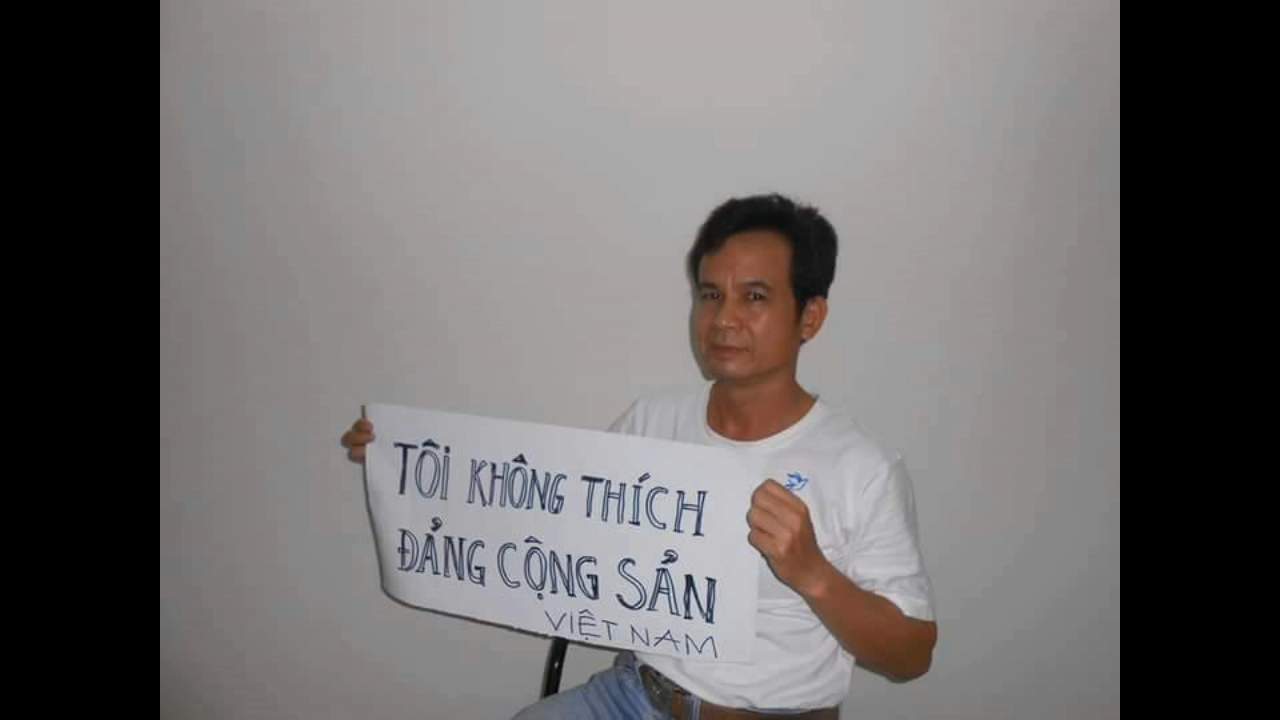 TÔI KHÔNG THÍCH
ĐẢNG CỘNG SẢN
VIỆT NAM